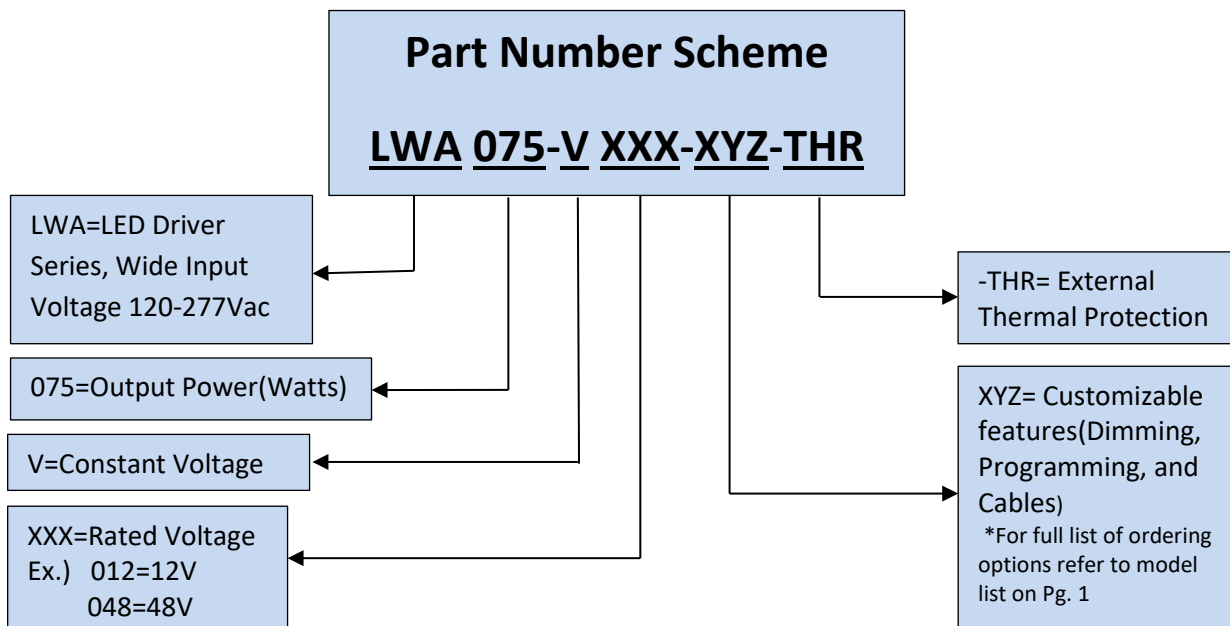 Part Number Scheme
LWA 075-V XXX-XYZ-THR
LWA=LED Driver
Series, Wide Input
Voltage 120-277Vac
075=Output Power(Watts)
V=Constant Voltage
XXX=Rated Voltage
Ex.) 012=12V
048=48V
-THR= External
Thermal Protection
XYZ= Customizable
features(Dimming,
Programming, and
Cables)
*For full list of ordering
options refer to model
list on Pg. 1